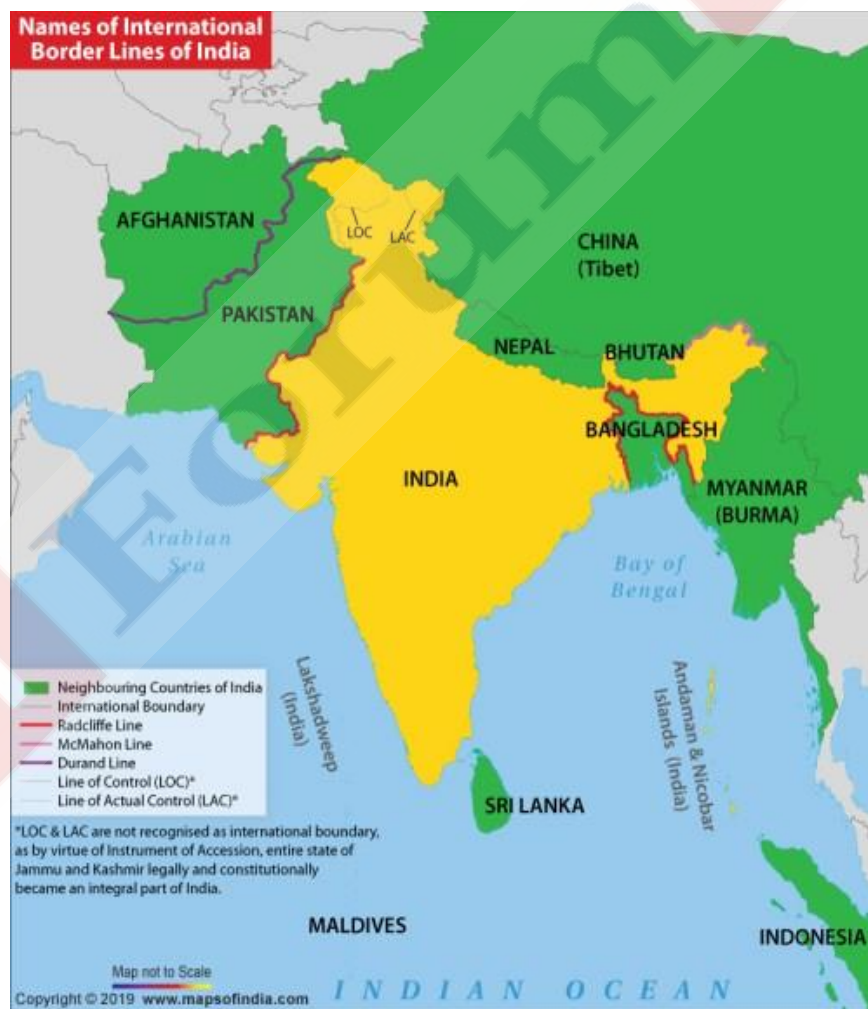 Names of International
Border Lines of India
AFGHANISTAN
LOC
LAC
CHINA
(Tibet)
PAKISTAN
NEPAL
BHUTAN
BANGLADESH
INDIA
MYANMAR
(BURMA)
Arabian
Sea
Bay of
Bengal
Lakshadweep
(India)
Andaman & Nicobar
Islands (India)
Neighbouring Countries of India
International Boundary
Radcliffe Line
McMahon Line
Durand Line
Line of Control (LOC)*
Line of Actual Control (LAC)*
SRI LANKA
*LOC & LAC are not recognised as international boundary,
as by virtue of Instrument of Accession, entire state of
Jammu and Kashmir legally and constitutionally
became an integral part of India.
MALDIVES
INDONESIA
Map not to Scale
Copyright © 2019 www.mapsofindia.com
INDIAN OCEAN
Forum